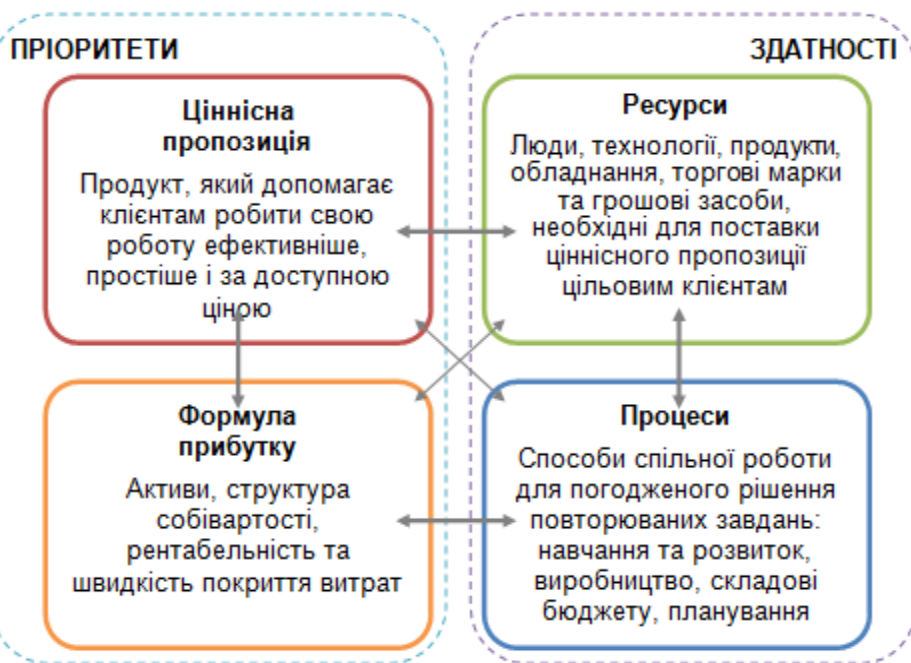 ПРІОРИТЕТИ
Ціннісна
пропозиція
Продукт, який допомагає
клієнтам робити свою
роботу ефективніше,
простіше і за доступною
ціною
Формула
прибутку
Активи, структура
собівартості,
рентабельність та
швидкість покриття витрат
ЗДАТНОСТІ
Ресурси
Люди, технології, продукти,
обладнання, торгові марки
та грошові засоби,
необхідні для поставки
ціннісного пропозиції
цільовим клієнтам
Процеси
Способи спільної роботи
для погодженого рішення
повторюваних завдань:
навчання та розвиток,
виробництво, складові
бюджету, планування